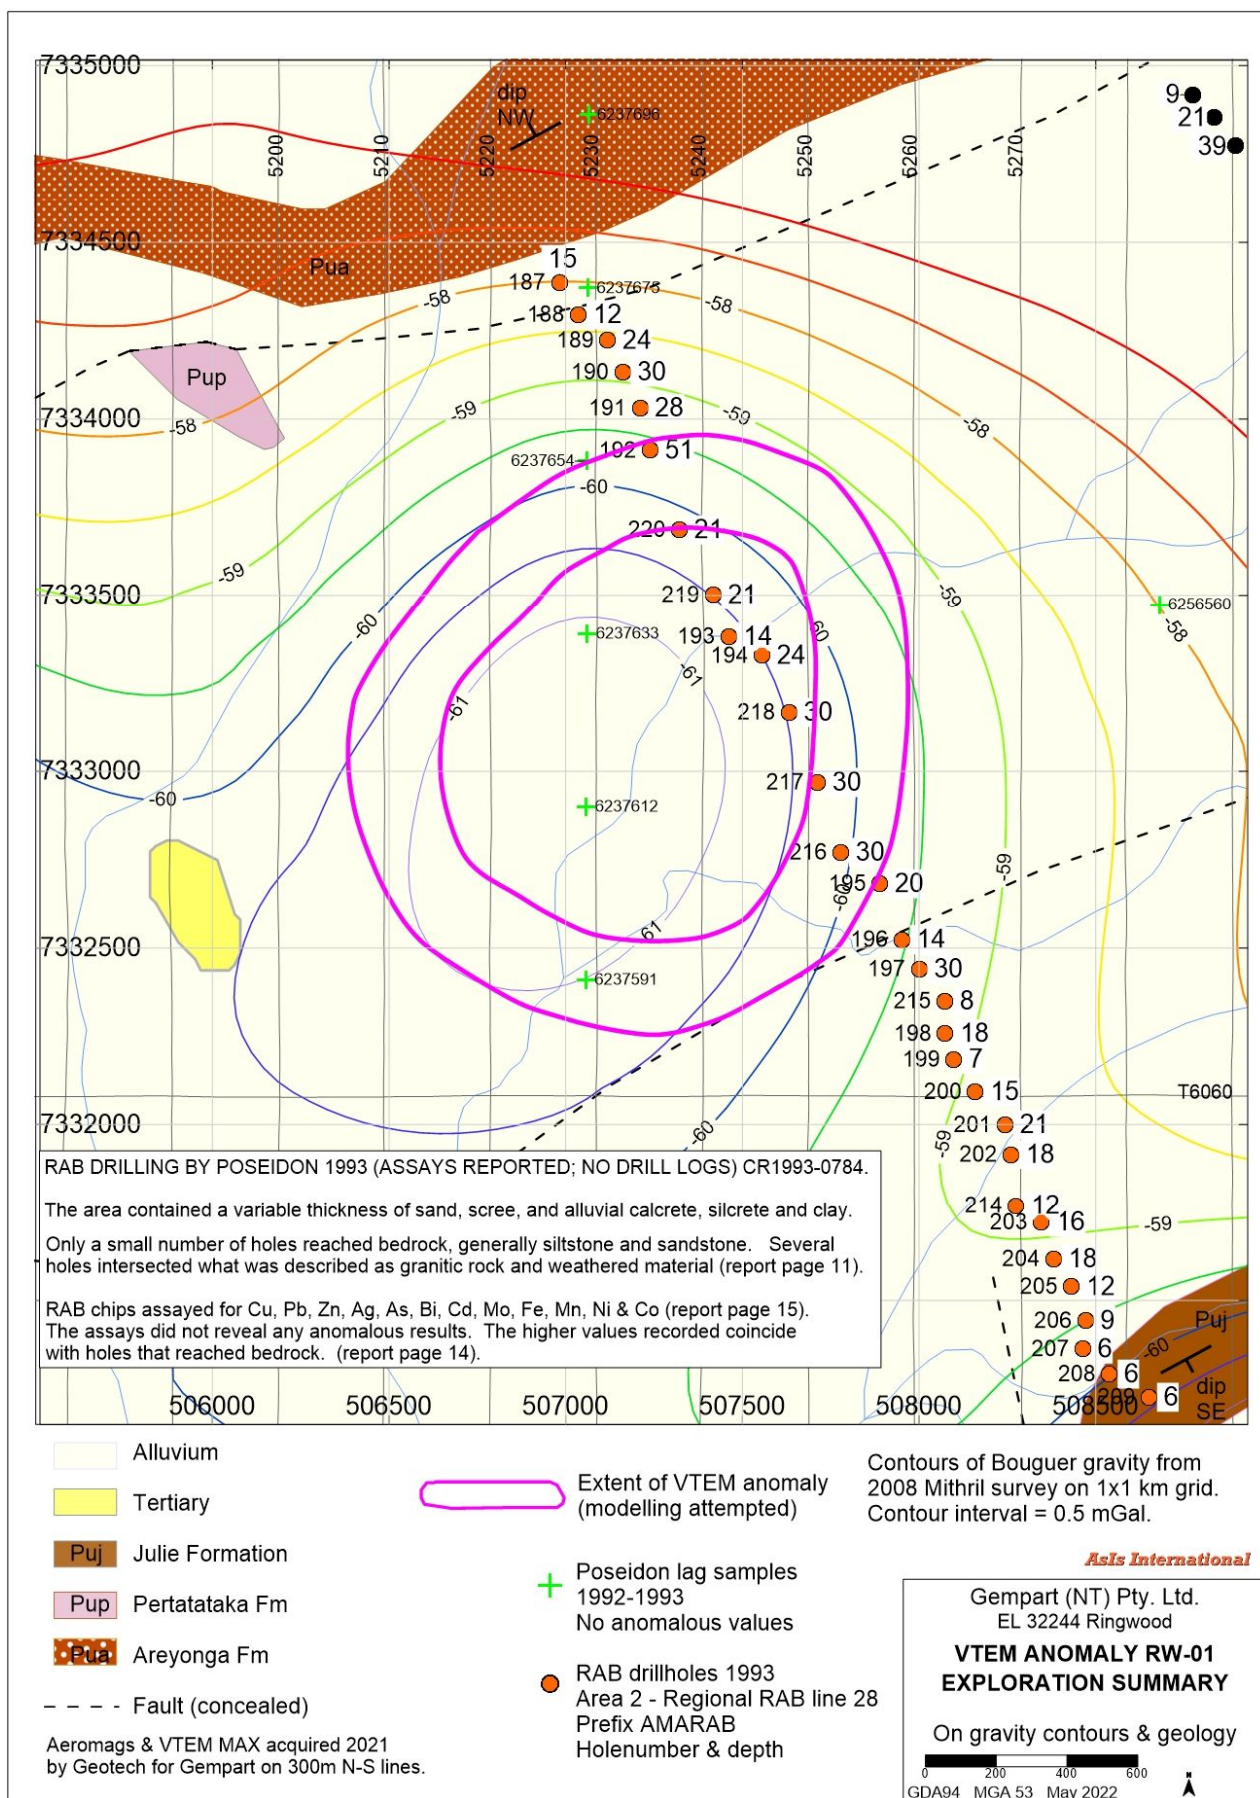 7335000
9
21
39
dip
NW
6237696
5200
5210
5220
5230
5240
5250
5260
5270
7334500
Pua
15
187
6237675
-58
-58
188 12
189 24
Pup
190 30
191 28
-59
-59
-58
7334000
-58
192 51
6237654
-60
220 21
-59
7333500
219 21
-59
6256560
-60
-60
-58
193 14
6237633
194 24
-61
-61
218 30
7333000
217 30
-60
6237612
216 30
-59
195 20
-60
61
196 14
7332500
197 30
6237591
215 8
198 18
199 7
200 15
T6060
7332000
201 21
-60
-59
202 18
214 12
203 16
-59
204 18
205 12
206 9
Puj
207 6
-60
208 6
dip
SE
209 6
RAB DRILLING BY POSEIDON 1993 (ASSAYS REPORTED; NO DRILL LOGS) CR1993-0784.
The area contained a variable thickness of sand, scree, and alluvial calcrete, silcrete and clay.
Only a small number of holes reached bedrock, generally siltstone and sandstone. Several
holes intersected what was described as granitic rock and weathered material (report page 11).
RAB chips assayed for Cu, Pb, Zn, Ag, As, Bi, Cd, Mo, Fe, Mn, Ni & Co (report page 15).
The assays did not reveal any anomalous results. The higher values recorded coincide
with holes that reached bedrock. (report page 14).
506000 506500 507000 507500 508000 508500
Alluvium
Tertiary
Puj Julie Formation
Pup Pertatataka Fm
Pua Areyonga Fm
Fault (concealed)
Aeromags & VTEM MAX acquired 2021
by Geotech for Gempart on 300m N-S lines.
Extent of VTEM anomaly
(modelling attempted)
Poseidon lag samples
1992-1993
No anomalous values
RAB drillholes 1993
Area 2 - Regional RAB line 28
Prefix AMARAB
Holenumber & depth
Contours of Bouguer gravity from
2008 Mithril survey on 1x1 km grid.
Contour interval = 0.5 mGal.
AsIs International
Gempart (NT) Pty. Ltd.
EL 32244 Ringwood
VTEM ANOMALY RW-01
EXPLORATION SUMMARY
On gravity contours & geology
0 200 400 600
GDA94 MGA 53 May 2022
N